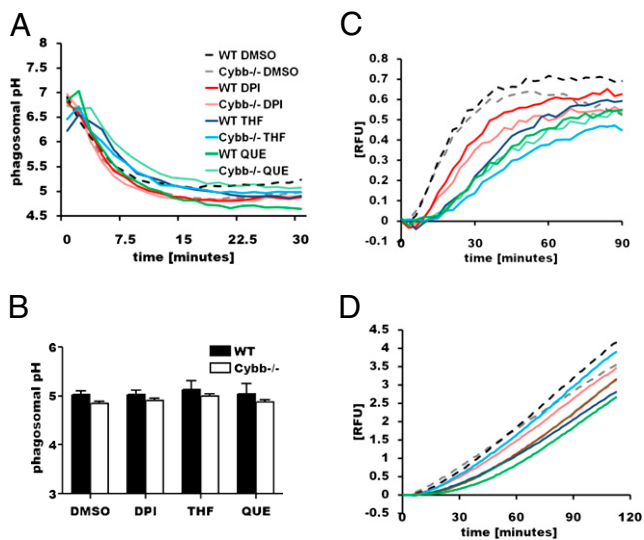 A
phagosomal pH
7.5
7
6.5
6
5.5
5
4.5
0
7.5
15
22.5
30
time [minutes]
WT DMSO
Cybb-/- DMSO
WT DPI
Cybb-/- DPI
WT THF
Cybb-/- THF
WT QUE
Cybb-/- QUE
C
[RFU]
0.8
0.7
0.6
0.5
0.4
0.3
0.2
0.1
0
-0.1
0
30
60
90
time [minutes]
B
phagosomal pH
6
5
4
3
WT
Cybb-/-
DMSO
DPI
THF
QUE
D
[RFU]
4.5
4
3.5
3
2.5
2
1.5
1
0.5
0
-0.5
0
30
60
90
120
time [minutes]